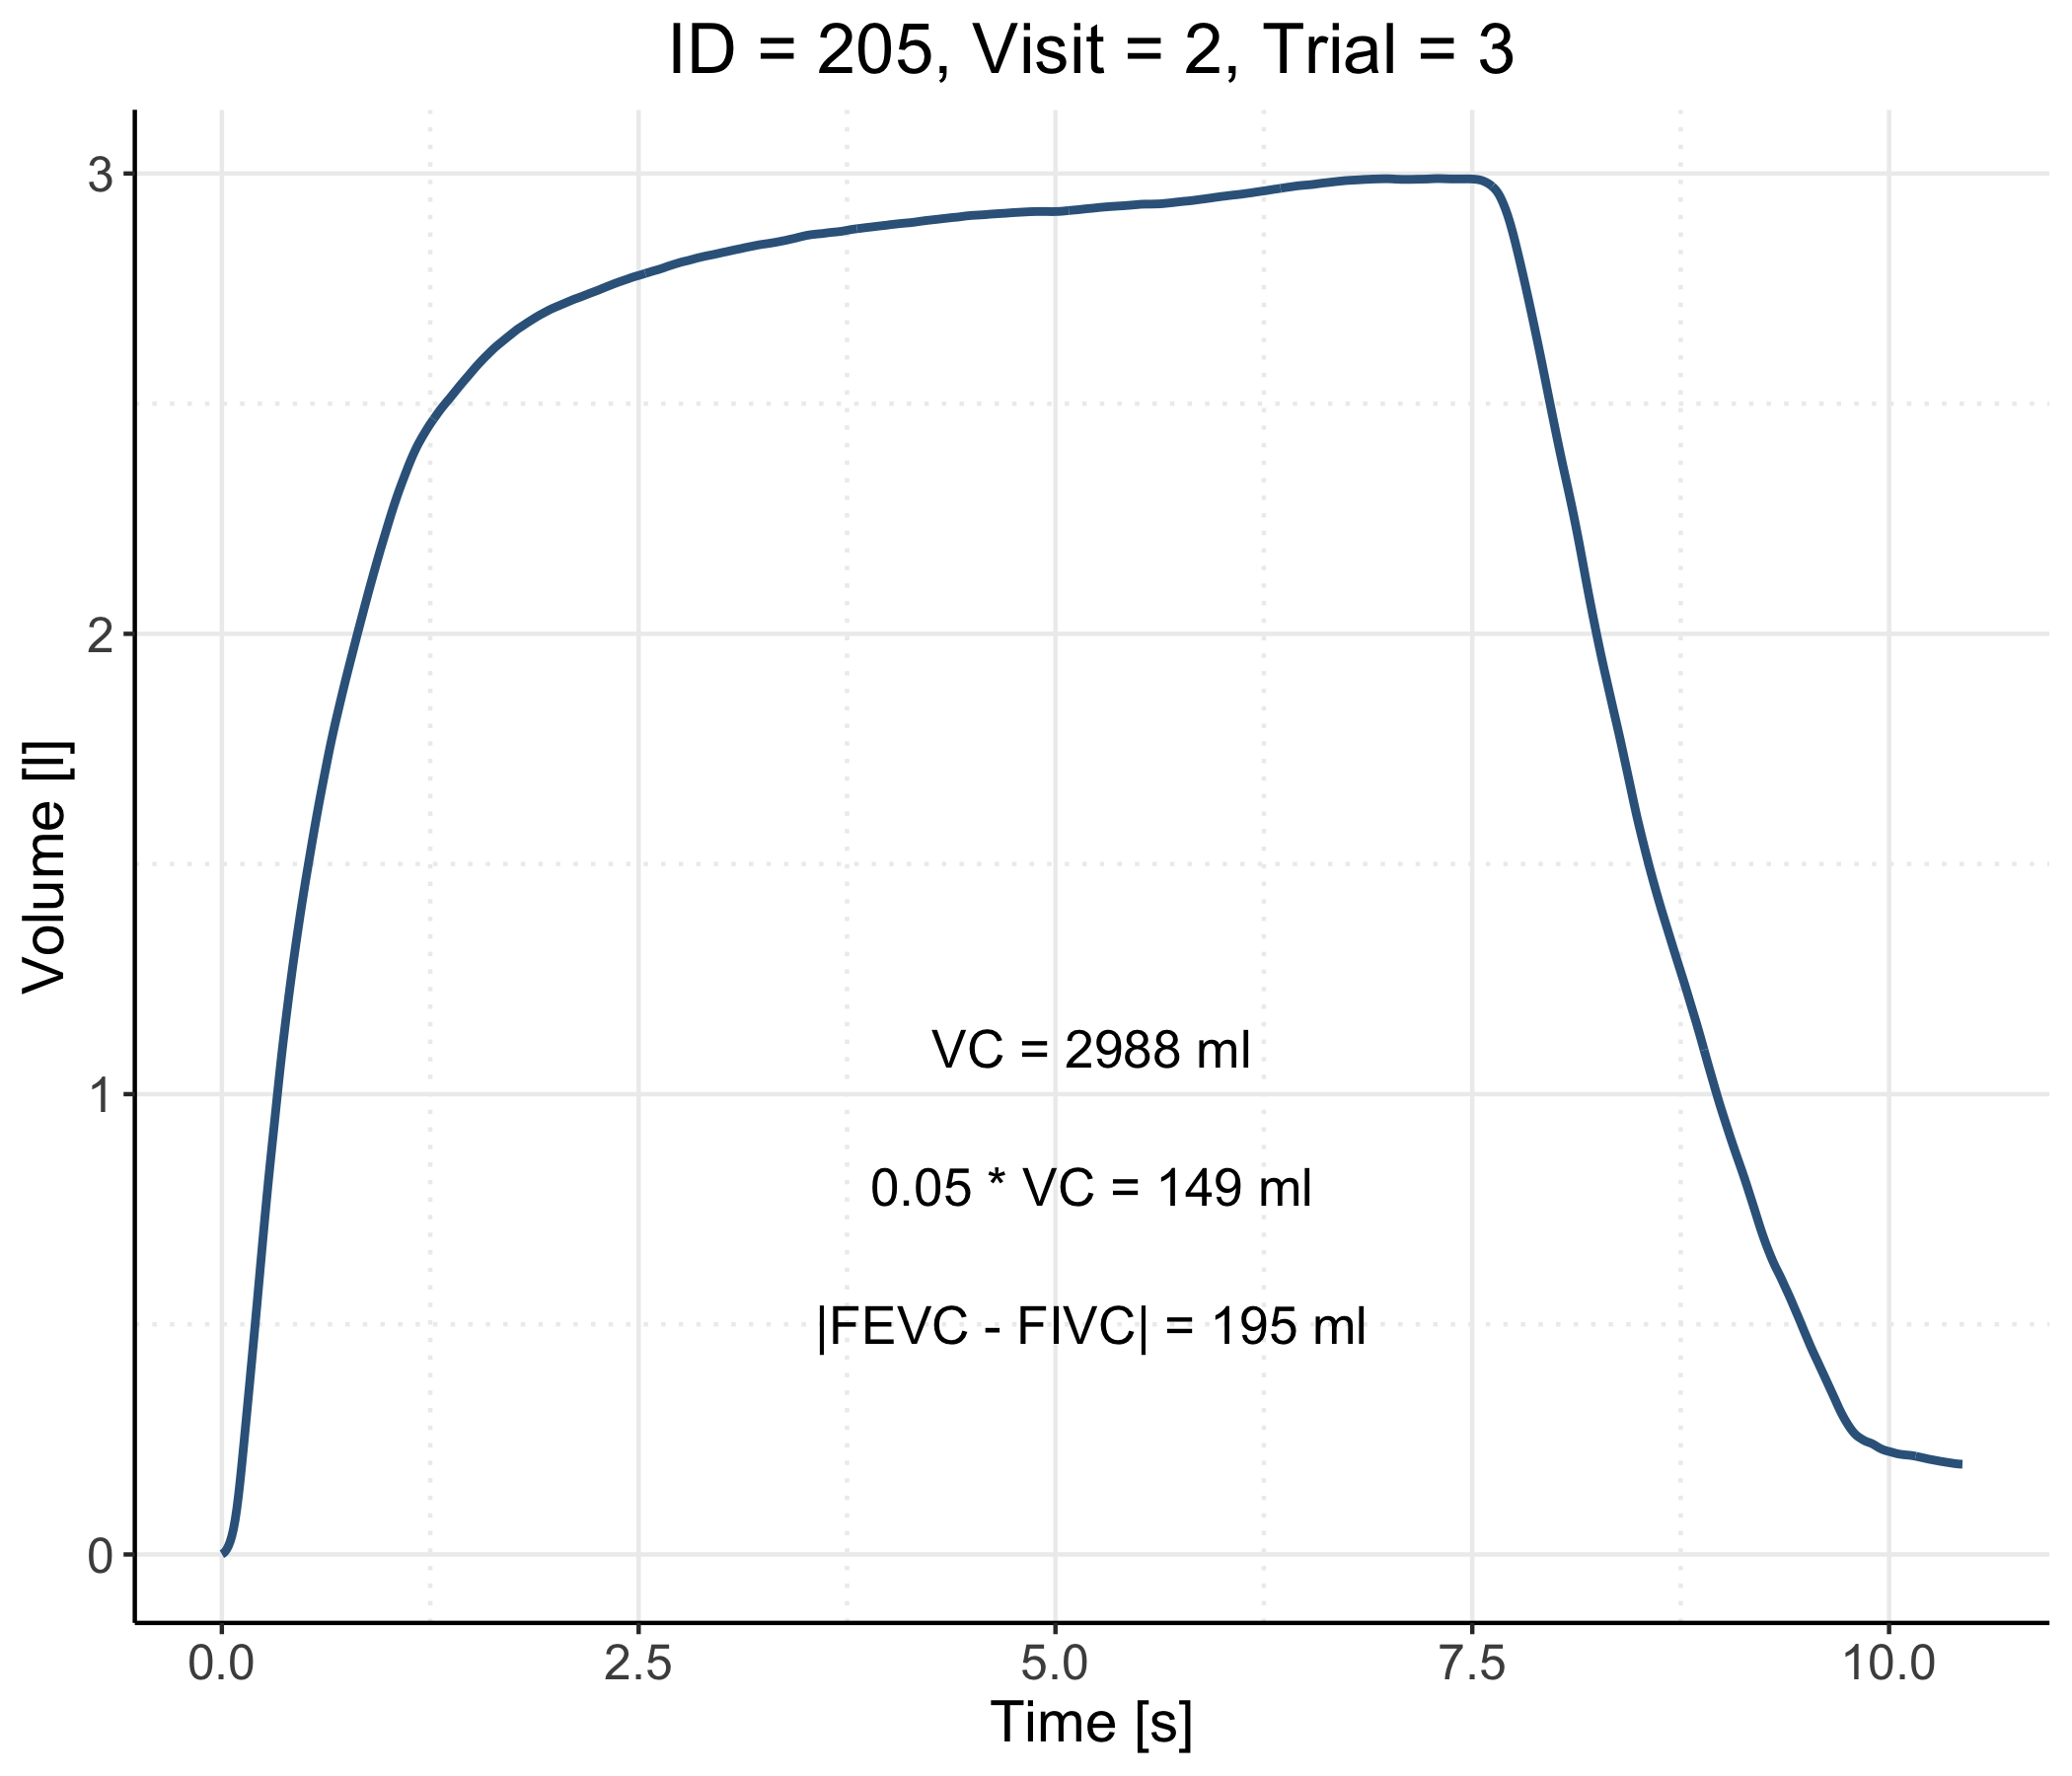 ID = 205, Visit = 2, Trial = 3
3
2
1
0
Volume [l]
VC = 2988 ml
0.05 * VC = 149 ml
|FEVC - FIVC| = 195 ml
0.0 2.5 5.0 7.5 10.0
Time [s]